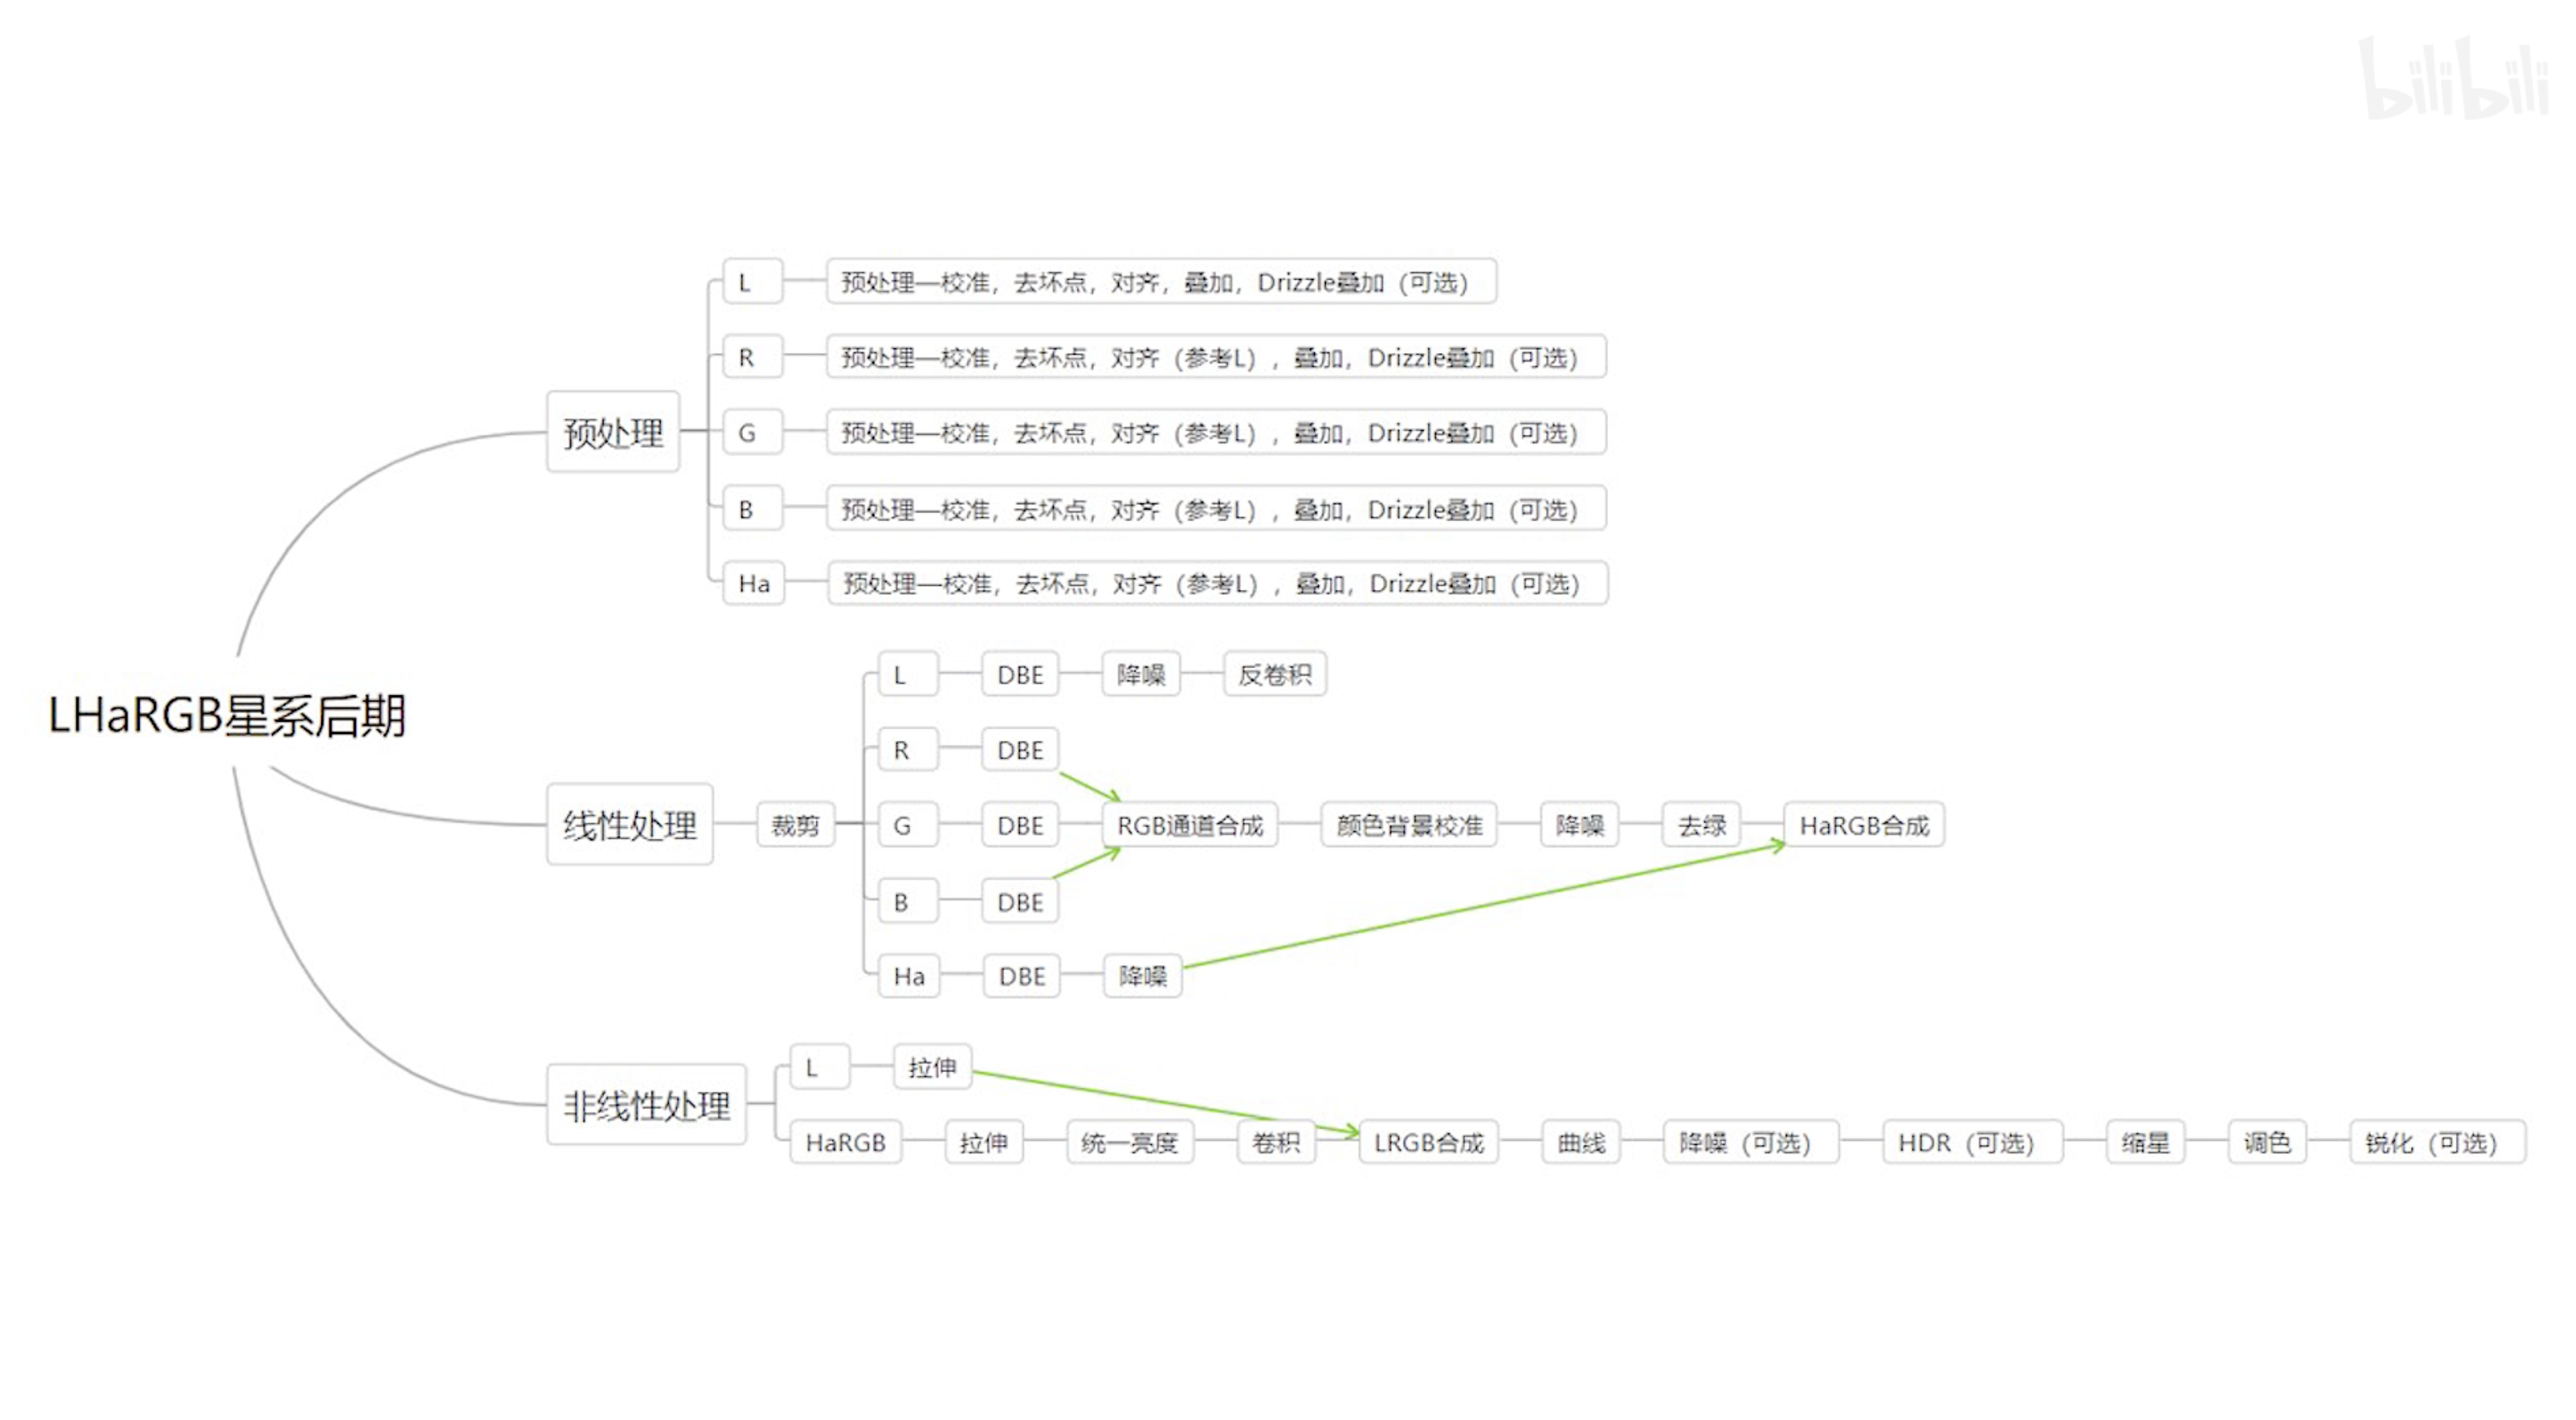 bilibili
LHaRGB星系后期
预处理
L
预处理—校准，去坏点，对齐，叠加，Drizzle叠加（可选）
R
预处理—校准，去坏点，对齐（参考L），叠加，Drizzle叠加（可选）
G
预处理—校准，去坏点，对齐（参考L），叠加，Drizzle叠加（可选）
B
预处理—校准，去坏点，对齐（参考L），叠加，Drizzle叠加（可选）
Ha
预处理—校准，去坏点，对齐（参考L），叠加，Drizzle叠加（可选）
线性处理
裁剪
L
DBE
降噪
反卷积
R
DBE
G
DBE
RGB通道合成
颜色背景校准
降噪
去绿
HaRGB合成
B
DBE
Ha
DBE
降噪
非线性处理
L
拉伸
HaRGB
拉伸
统一亮度
卷积
LRGB合成
曲线
降噪（可选）
HDR（可选）
缩星
调色
锐化（可选）